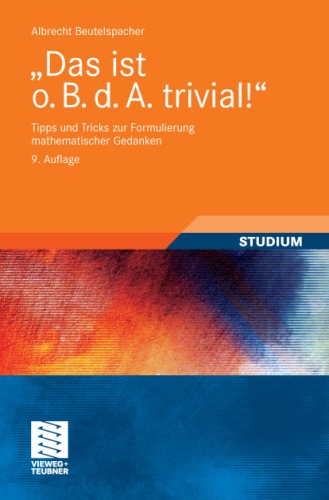 Albrecht Beutelspacher
„Das ist
o. B. d. A. trivial!“
Tipps und Tricks zur Formulierung
mathematischer Gedanken
9. Auflage
STUDIUM
VIEWEG+
TEUBNER